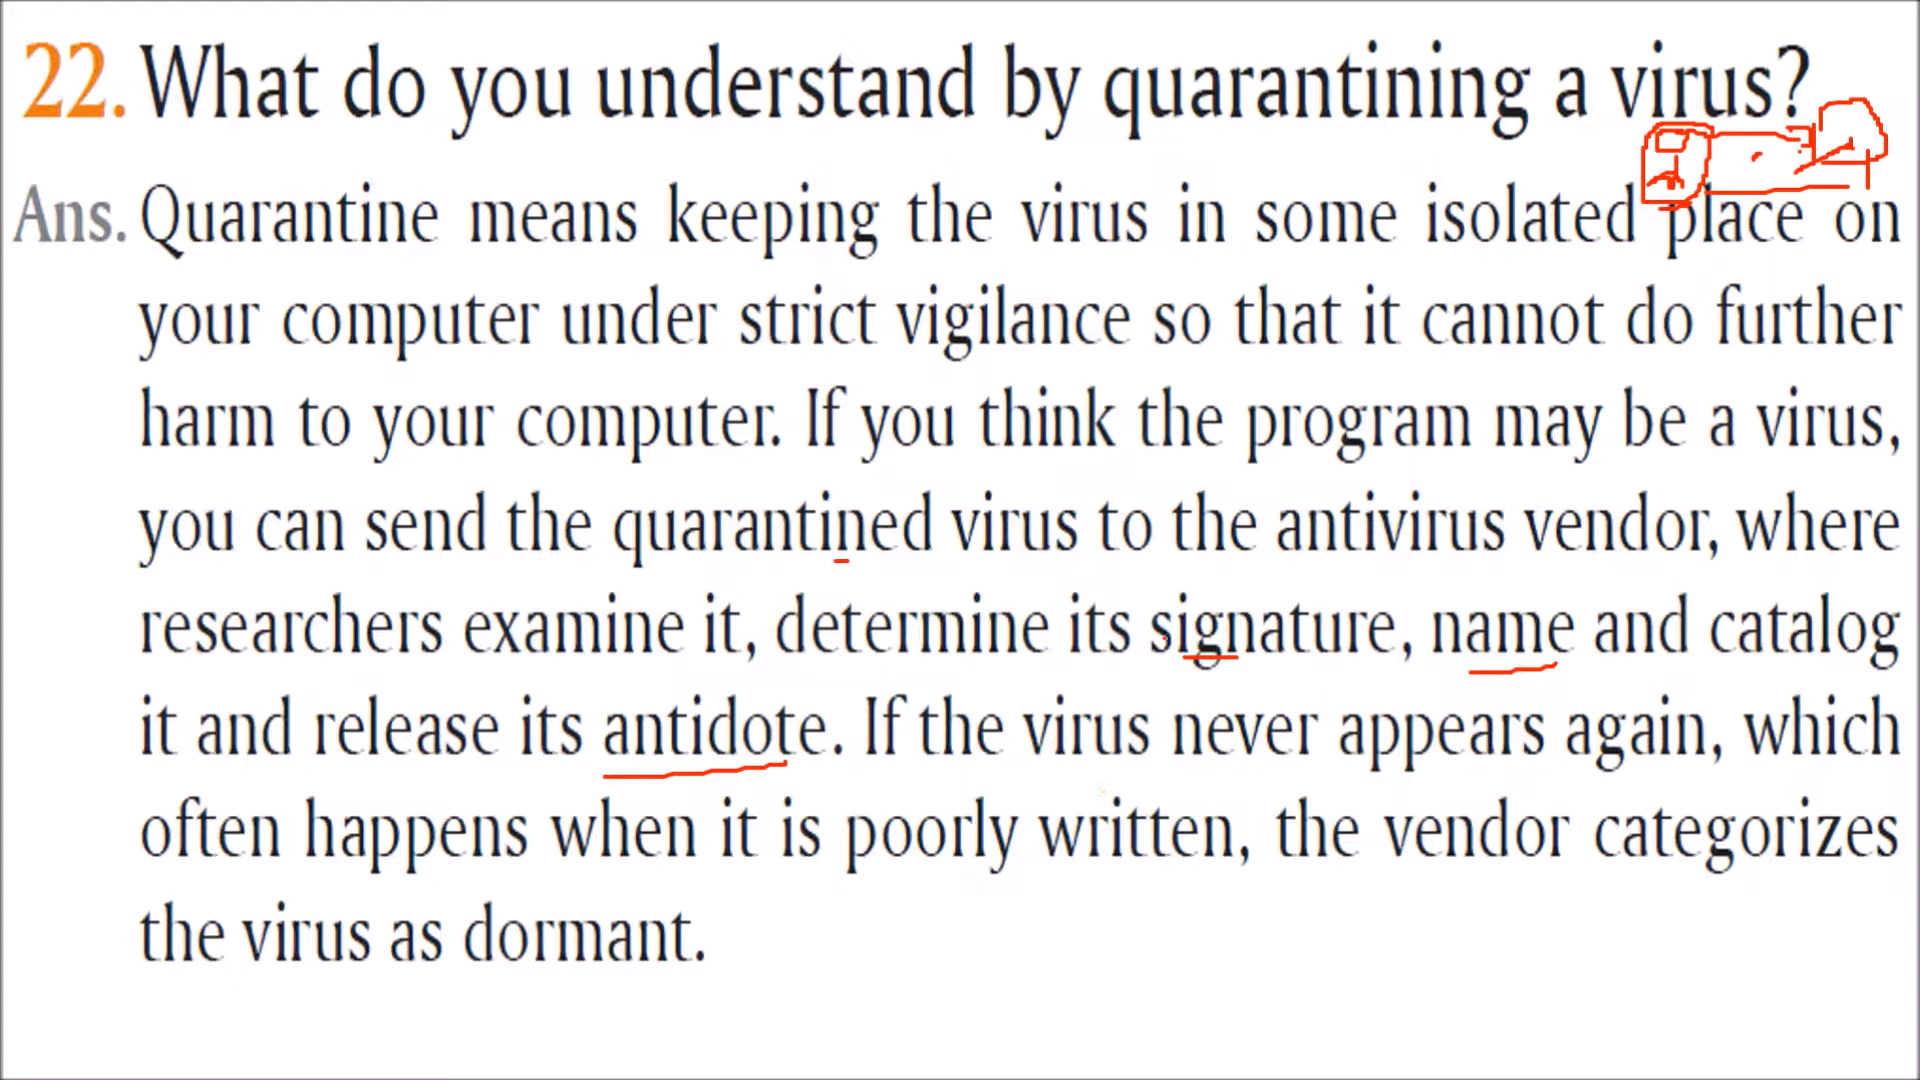 22. What do you understand by quarantining a virus?
Ans. Quarantine means keeping the virus in some isolated place on
your computer under strict vigilance so that it cannot do further
harm to your computer. If you think the program may be a virus,
you can send the quarantined virus to the antivirus vendor, where
researchers examine it, determine its signature, name and catalog
it and release its antidote. If the virus never appears again, which
often happens when it is poorly written, the vendor categorizes
the virus as dormant.